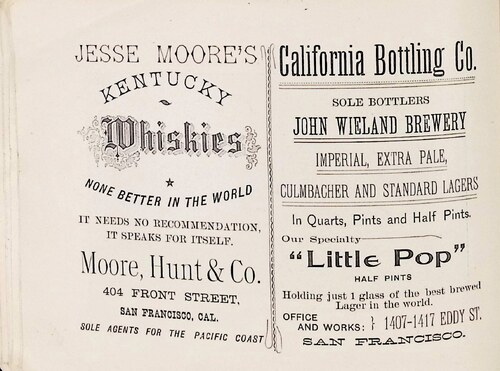 JESSE MOORE'S
KENTUCKY
Whiskies
NONE BETTER IN THE WORLD
IT NEEDS NO RECOMMENDATION,
IT SPEAKS FOR ITSELF.
Moore, Hunt & Co.
404 FRONT STREET,
SAN FRANCISCO, CAL.
SOLE AGENTS FOR THE PACIFIC COAST
California Bottling Co.
SOLE BOTTLERS
JOHN WIELAND BREWERY
IMPERIAL, EXTRA PALE,
CULMBACHER AND STANDARD LAGERS
In Quarts, Pints and Half Pints.
Our Specialty
"Little Pop"
HALF PINTS
Holding just 1 glass of the best brewed
Lager in the world.
OFFICE
AND WORKS: } 1407-1417 EDDY ST.
SAN FRANCISCO.